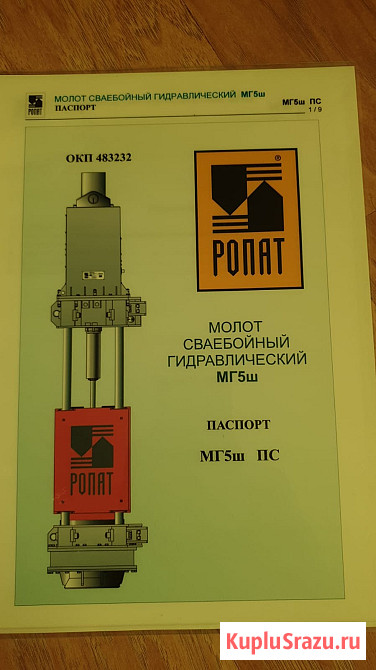 РОПАТ
МОЛОТ СВАЕБОЙНЫЙ ГИДРАВЛИЧЕСКИЙ МГ5ш
ПАСПОРТ
МГ5ш ПС
1 / 9
ОКП 483232
®
РОПАТ
МОЛОТ
СВАЕБОЙНЫЙ
ГИДРАВЛИЧЕСКИЙ
МГ5ш
ПАСПОРТ
МГ5ш ПС
РОПАТ
KupluSrazu.ru